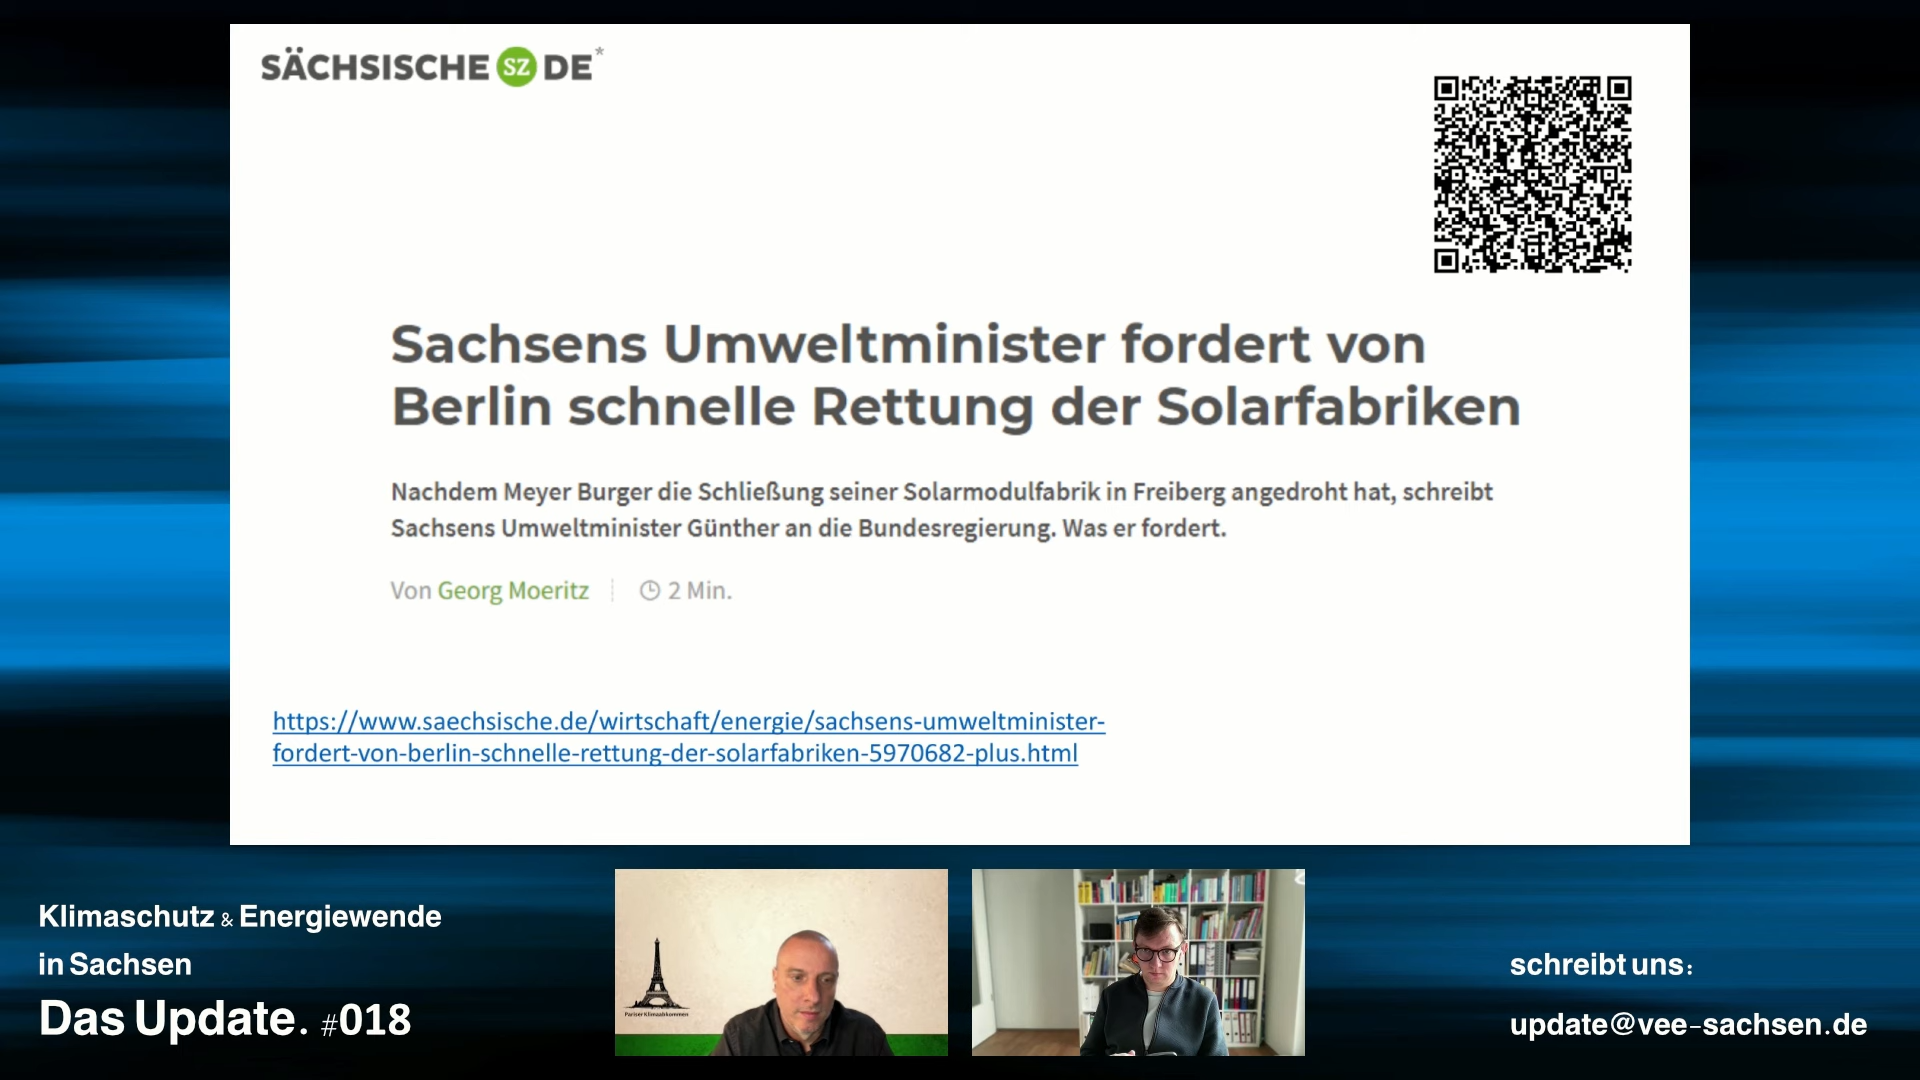 SÄCHSISCHE SZ DE*
Sachsens Umweltminister fordert von
Berlin schnelle Rettung der Solarfabriken
Nachdem Meyer Burger die Schließung seiner Solarmodulfabrik in Freiberg angedroht hat, schreibt
Sachsens Umweltminister Günther an die Bundesregierung. Was er fordert.
Von Georg Moeritz 2 Min.
https://www.saechsische.de/wirtschaft/energie/sachsens-umweltminister-
fordert-von-berlin-schnelle-rettung-der-solarfabriken-5970682-plus.html
Klimaschutz & Energiewende
in Sachsen
Das Update. #018
Pariser Klimaabkommen
schreibt uns:
update@vee-sachsen.de